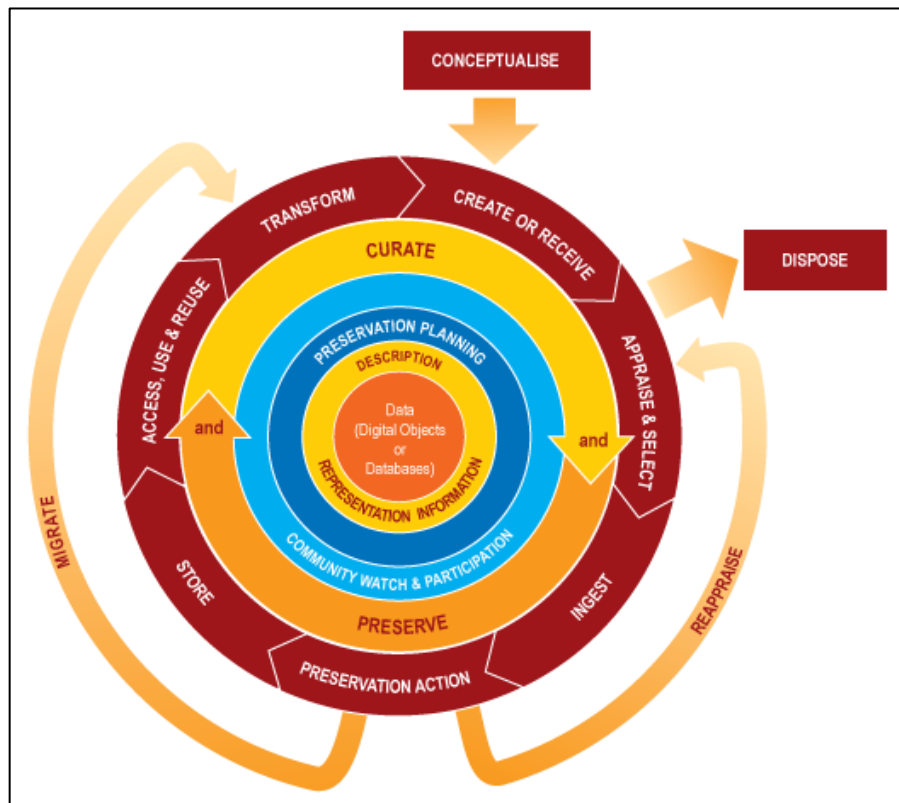 CONCEPTUALISE
TRANSFORM
CREATE OR RECEIVE
DISPOSE
CURATE
ACCESS, USE & REUSE
APPRAISE & SELECT
PRESERVATION PLANNING
DESCRIPTION
and
Data
(Digital Objects
or
Databases)
and
REPRESENTATION INFORMATION
COMMUNITY WATCH & PARTICIPATION
MIGRATE
STORE
PRESERVE
INGEST
REAPPRAISE
PRESERVATION ACTION